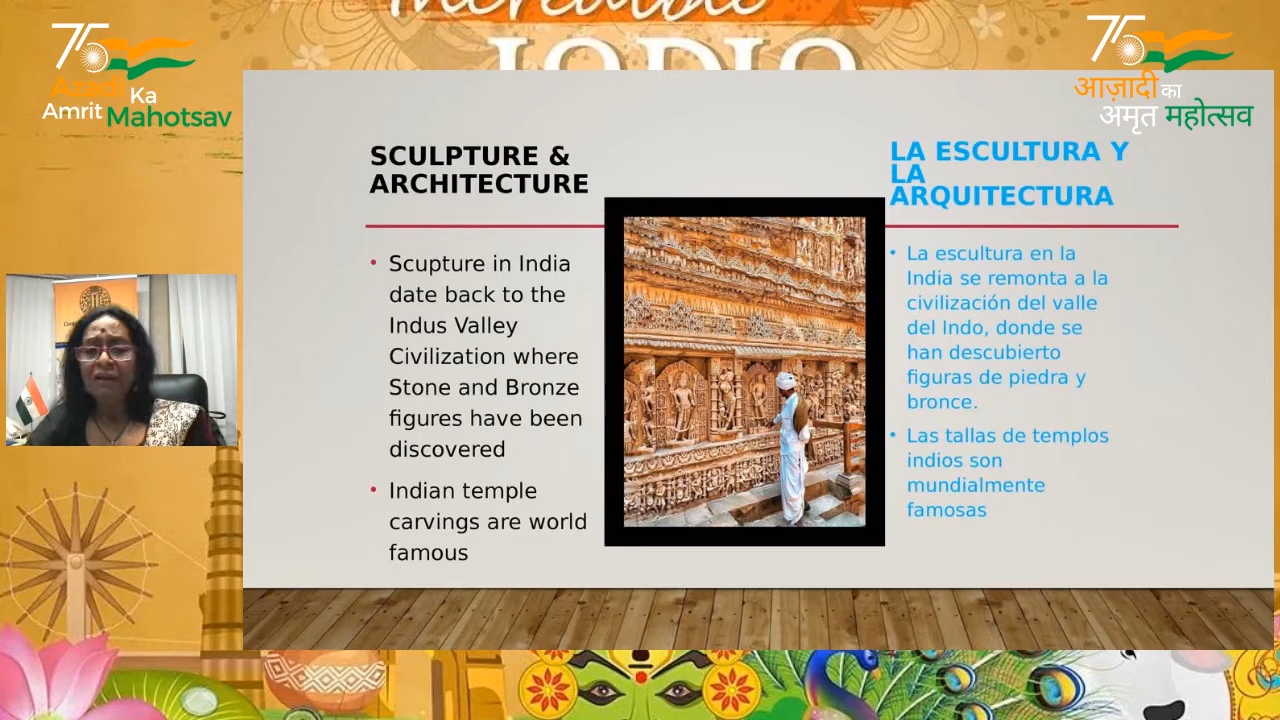 Incredible
75
Azadi Ka
Amrit Mahotsav
75
आज़ादी का
अमृत महोत्सव
SCULPTURE &
ARCHITECTURE
• Scupture in India
date back to the
Indus Valley
Civilization where
Stone and Bronze
figures have been
discovered
• Indian temple
carvings are world
famous
LA ESCULTURA Y
LA
ARQUITECTURA
• La escultura en la
India se remonta a la
civilización del valle
del Indo, donde se
han descubierto
figuras de piedra y
bronce.
• Las tallas de templos
indios son
mundialmente
famosas